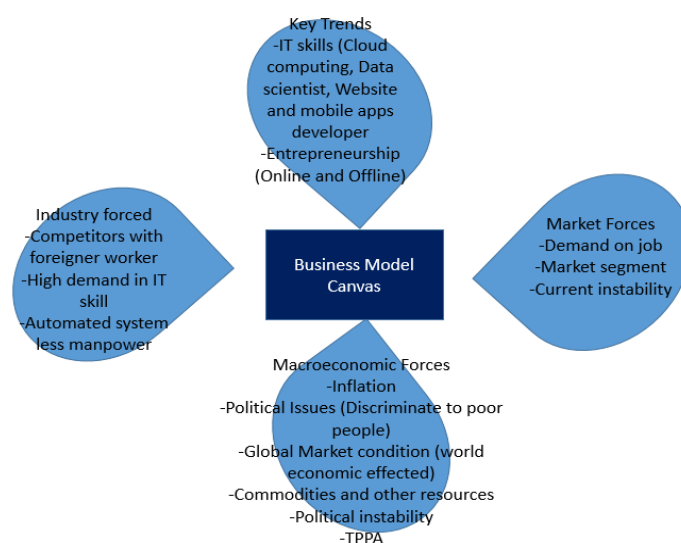 Key Trends
-IT skills (Cloud
computing, Data
scientist, Website
and mobile apps
developer
-Entrepreneurship
(Online and Offline)
Industry forced
-Competitors with
foreigner worker
-High demand in IT
skill
-Automated system
less manpower
Business Model
Canvas
Market Forces
-Demand on job
-Market segment
-Current instability
Macroeconomic Forces
-Inflation
-Political Issues (Discriminate to poor
people)
-Global Market condition (world
economic effected)
-Commodities and other resources
-Political instability
-TPPA